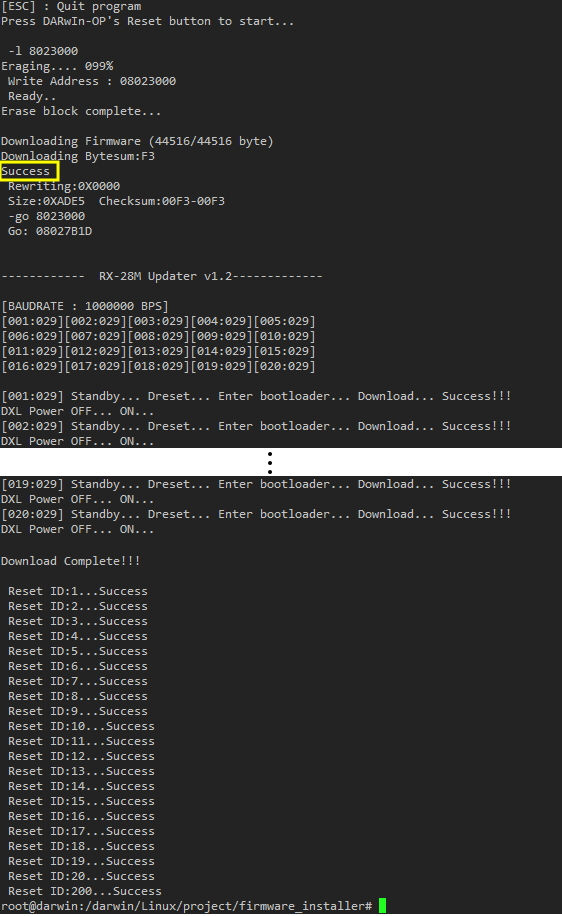 [ESC] : Quit program
Press DARwIn-OP's Reset button to start...
-l 8023000
Eraging.... 099%
Write Address : 08023000
Ready..
Erase block complete...
Downloading Firmware (44516/44516 byte)
Downloading Bytesum:F3
Success
Rewriting:0X0000
Size:0XADE5  Checksum:00F3-00F3
-go 8023000
Go: 08027B1D
------------  RX-28M Updater v1.2-------------
[BAUDRATE : 1000000 BPS]
[001:029][002:029][003:029][004:029][005:029]
[006:029][007:029][008:029][009:029][010:029]
[011:029][012:029][013:029][014:029][015:029]
[016:029][017:029][018:029][019:029][020:029]
[001:029] Standby... Dreset... Enter bootloader... Download... Success!!!
DXL Power OFF... ON...
[002:029] Standby... Dreset... Enter bootloader... Download... Success!!!
DXL Power OFF... ON...
[019:029] Standby... Dreset... Enter bootloader... Download... Success!!!
DXL Power OFF... ON...
[020:029] Standby... Dreset... Enter bootloader... Download... Success!!!
DXL Power OFF... ON...
Download Complete!!!
Reset ID:1...Success
Reset ID:2...Success
Reset ID:3...Success
Reset ID:4...Success
Reset ID:5...Success
Reset ID:6...Success
Reset ID:7...Success
Reset ID:8...Success
Reset ID:9...Success
Reset ID:10...Success
Reset ID:11...Success
Reset ID:12...Success
Reset ID:13...Success
Reset ID:14...Success
Reset ID:15...Success
Reset ID:16...Success
Reset ID:17...Success
Reset ID:18...Success
Reset ID:19...Success
Reset ID:20...Success
Reset ID:200...Success
root@darwin:/darwin/Linux/project/firmware_installer#